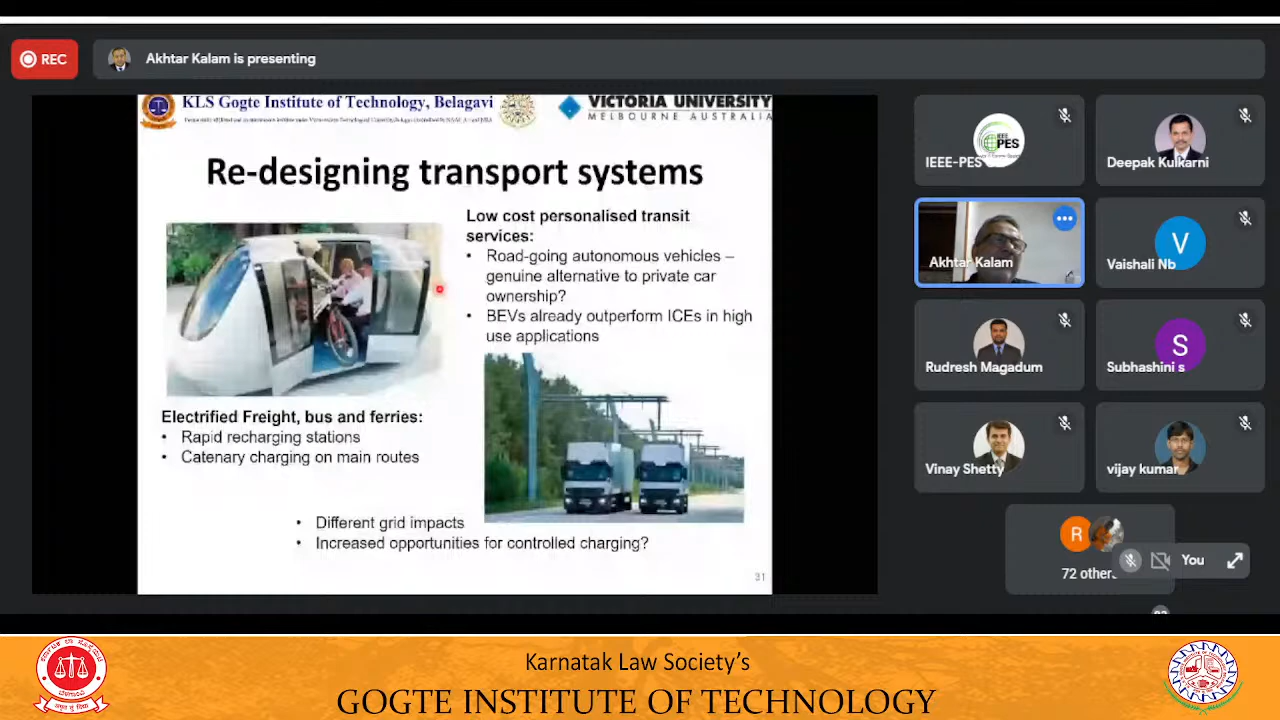 REC
Akhtar Kalam is presenting
KLS Gogte Institute of Technology, Belagavi
VICTORIA UNIVERSITY
MELBOURNE AUSTRALIA
Re-designing transport systems
Low cost personalised transit
services:
• Road-going autonomous vehicles –
genuine alternative to private car
ownership?
• BEVs already outperform ICEs in high
use applications
Electrified Freight, bus and ferries:
• Rapid recharging stations
• Catenary charging on main routes
• Different grid impacts
• Increased opportunities for controlled charging?
31
IEEE PES
IEEE-PES
Deepak Kulkarni
Akhtar Kalam
V
Vaishali Nb
Rudresh Magadum
S
Subhashini s
Vinay Shetty
vijay kumar
R
72 others
You
Karnatak Law Society's
GOGTE INSTITUTE OF TECHNOLOGY